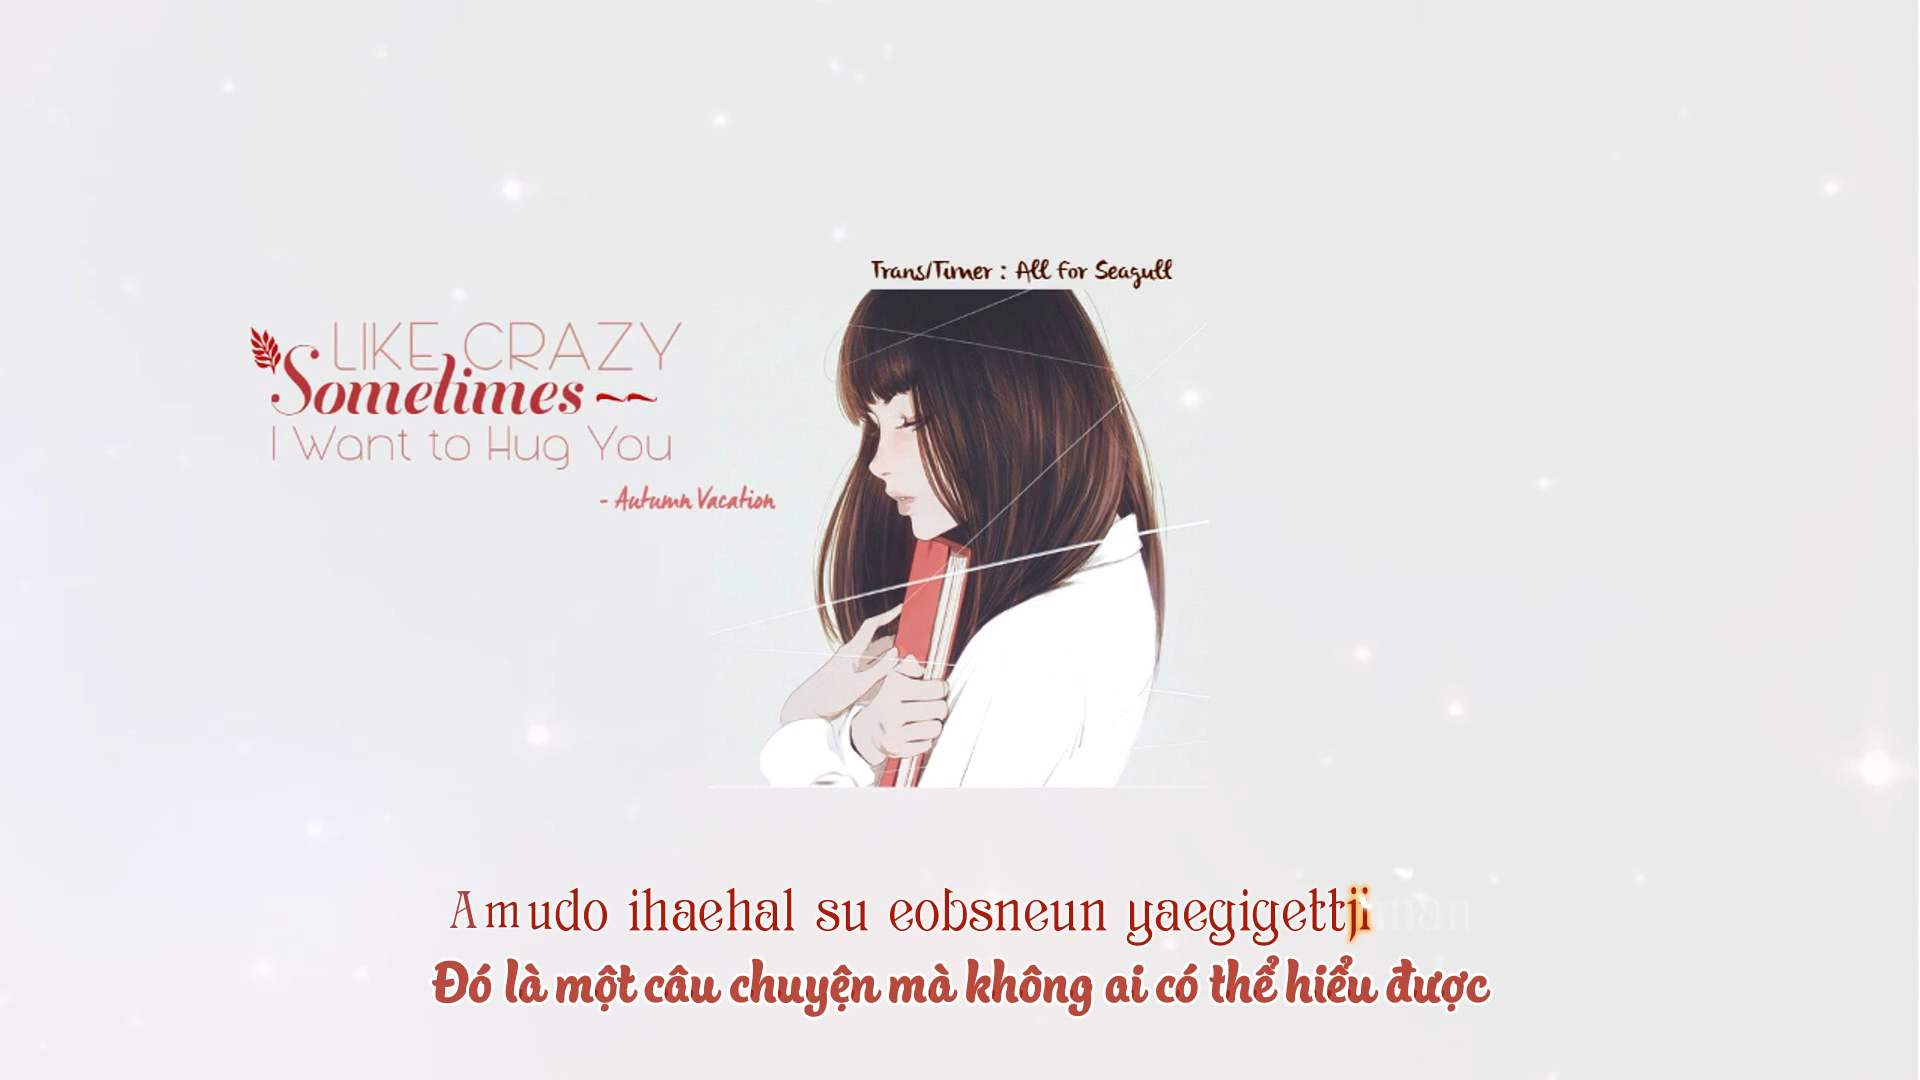 Trans/Timer : All For Seagull
LIKE CRAZY
Sometimes ~~
I Want to Hug You
- Autumn Vacation
Amudo ihaehal su eobsneun yaegigettjiman
Đó là một câu chuyện mà không ai có thể hiểu được